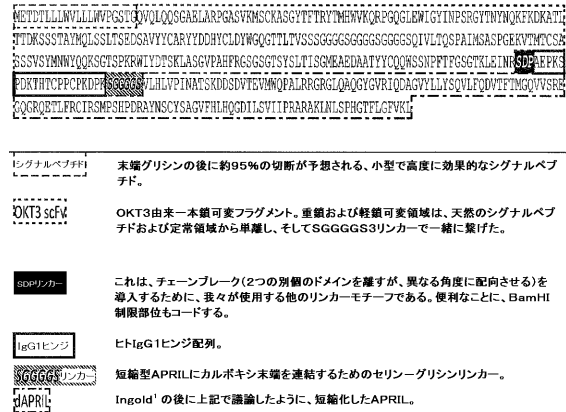 METDTLLLWVLLLWVPGSTGQVQLQQSGAELARPGASVKMSCKASGYTFTRYTMHWVKQRPGQGLEWIGYINPSRGYTNYNQKFKDKATL
TTDKSSSTAYMQLSSLTSEDSAVYYCARYYDDHYCLDYWGQGTTLTVSSSGGGGSGGGGSGGGGSQIVLTQSPAIMSASPGEKVTMTCSA
SSSVSYMNWYQQKSGTSPKRWIYDTSKLASGVPAHFRGSGSGTSYSLTISGMEAEDAATYYCQQWSSNPFTFGSGTKLEINRSDPAEPKS
PDKTHTCPPCPKDPKSGGGGSVLHLVPINATSKDDSDVTEVMWQPALRRGRGLQAQGYGVRIQDAGVYLLYSQVLFQDVTFTMGQVVSRE
GQGRQETLFRCIRSMPSHPDRAYNSCYSAGVFHLHQGDILSVIIPRARAKLNLSPHGTFLGFVKL
シグナルペプチド 末端グリシンの後に約95%の切断が予想される、小型で高度に効果的なシグナルペプ
チド。
OKT3 scFv OKT3由来一本鎖可変フラグメント。重鎖および軽鎖可変領域は、天然のシグナルペプ
チドおよび定常領域から単離し、そしてSGGGGS3リンカーで一緒に繋げた。
SDPリンカー これは、チェーンブレーク(2つの別個のドメインを離すが、異なる角度に配向させる)を
導入するために、我々が使用する他のリンカーモチーフである。便利なことに、BamHI
制限部位もコードする。
IgG1ヒンジ ヒトIgG1ヒンジ配列。
SGGGGSリンカー 短縮型APRILにカルボキシ末端を連結するためのセリン－グリシンリンカー。
dAPRIL Ingold¹ の後に上記で議論したように、短縮化したAPRIL。